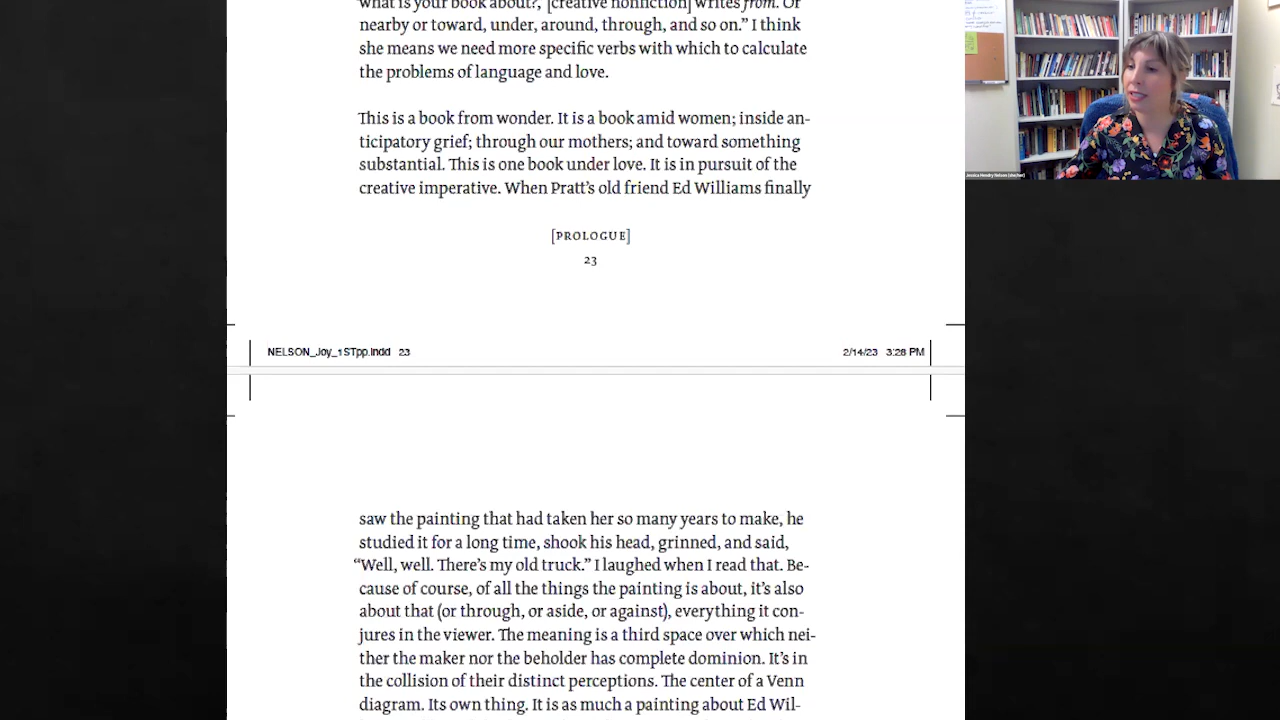 what is your book about?, [creative nonfiction] writes from. Or
nearby or toward, under, around, through, and so on.” I think
she means we need more specific verbs with which to calculate
the problems of language and love.
This is a book from wonder. It is a book amid women; inside an-
ticipatory grief; through our mothers; and toward something
substantial. This is one book under love. It is in pursuit of the
creative imperative. When Pratt’s old friend Ed Williams finally
[PROLOGUE]
23
NELSON_Joy_1STpp.indd 23
2/14/23 3:28 PM
saw the painting that had taken her so many years to make, he
studied it for a long time, shook his head, grinned, and said,
“Well, well. There’s my old truck.” I laughed when I read that. Be-
cause of course, of all the things the painting is about, it’s also
about that (or through, or aside, or against), everything it con-
jures in the viewer. The meaning is a third space over which nei-
ther the maker nor the beholder has complete dominion. It’s in
the collision of their distinct perceptions. The center of a Venn
diagram. Its own thing. It is as much a painting about Ed Wil-
Jessica Hendry Nelson (she/her)